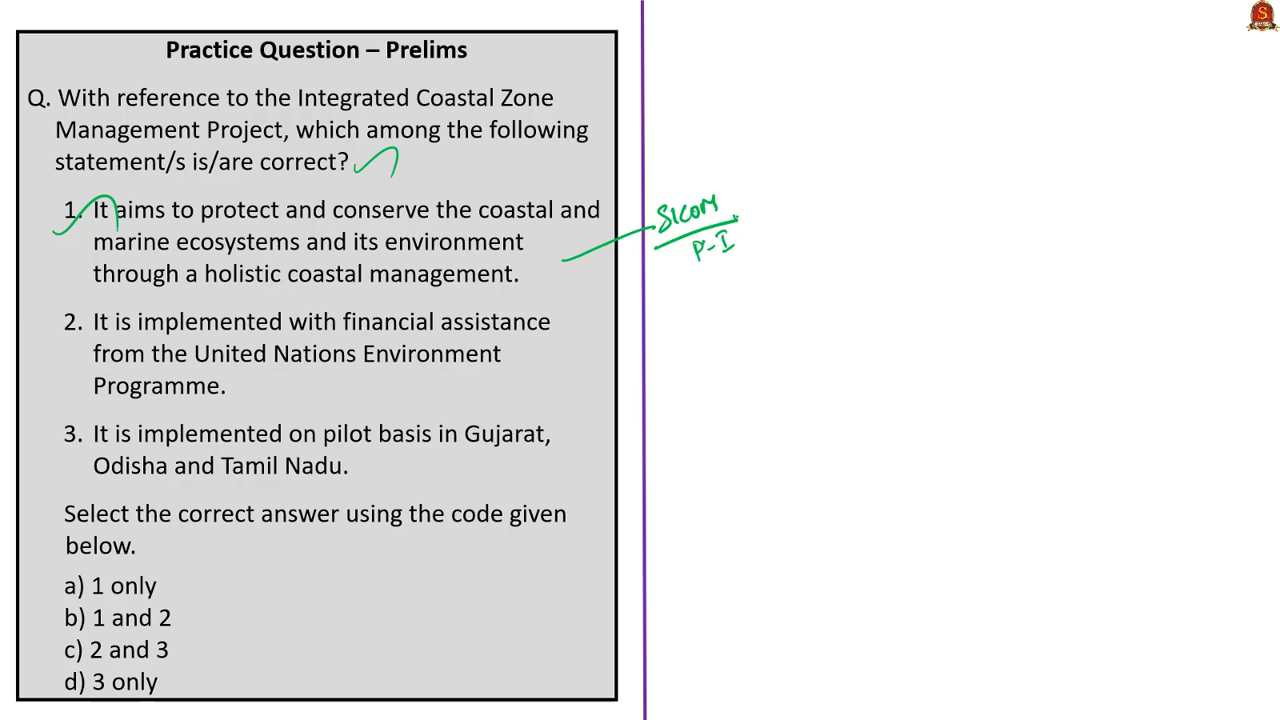 Practice Question – Prelims
Q. With reference to the Integrated Coastal Zone
Management Project, which among the following
statement/s is/are correct?
1. It aims to protect and conserve the coastal and
marine ecosystems and its environment
through a holistic coastal management.
SICOM
P-I
2. It is implemented with financial assistance
from the United Nations Environment
Programme.
3. It is implemented on pilot basis in Gujarat,
Odisha and Tamil Nadu.
Select the correct answer using the code given
below.
a) 1 only
b) 1 and 2
c) 2 and 3
d) 3 only